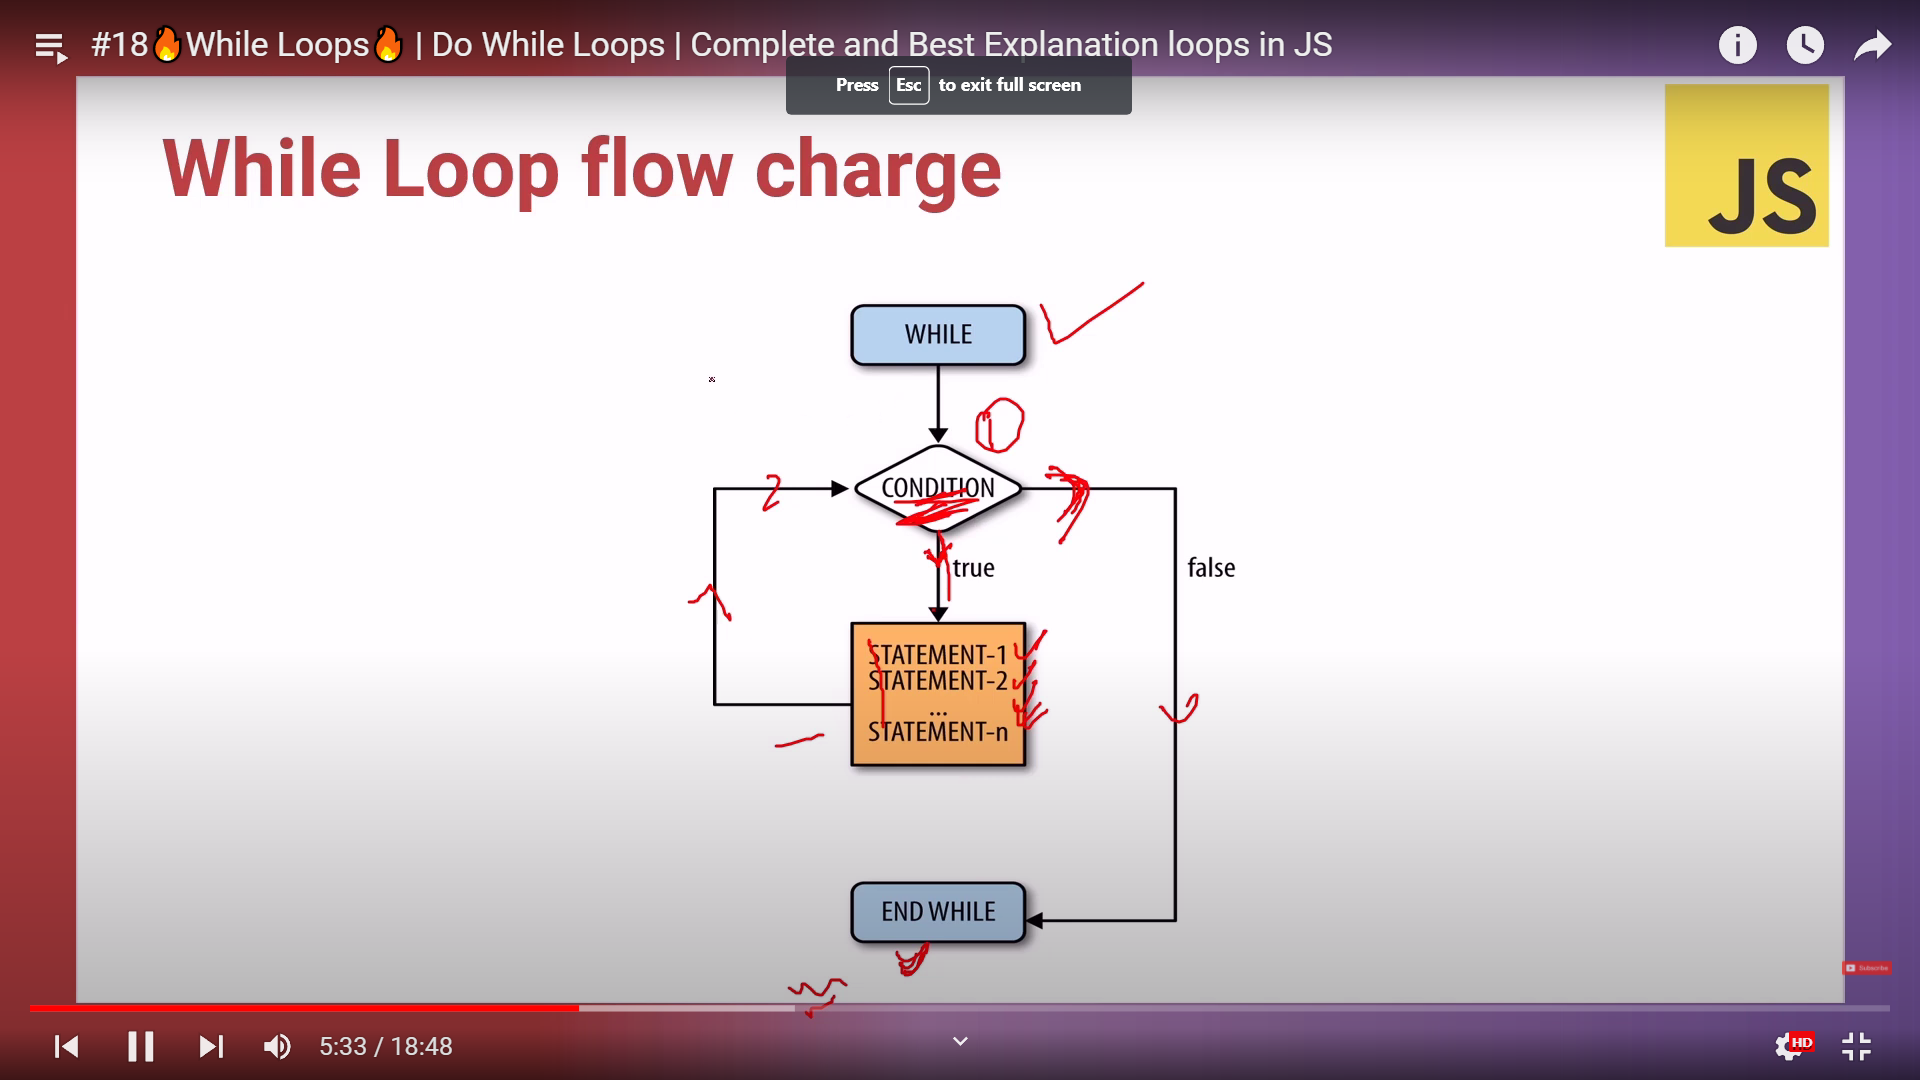 #18🔥While Loops🔥 | Do While Loops | Complete and Best Explanation loops in JS
Press Esc to exit full screen
While Loop flow charge
JS
WHILE
1
2
CONDITION
true
false
STATEMENT-1
STATEMENT-2
...
STATEMENT-n
END WHILE
Subscribe
5:33 / 18:48
HD